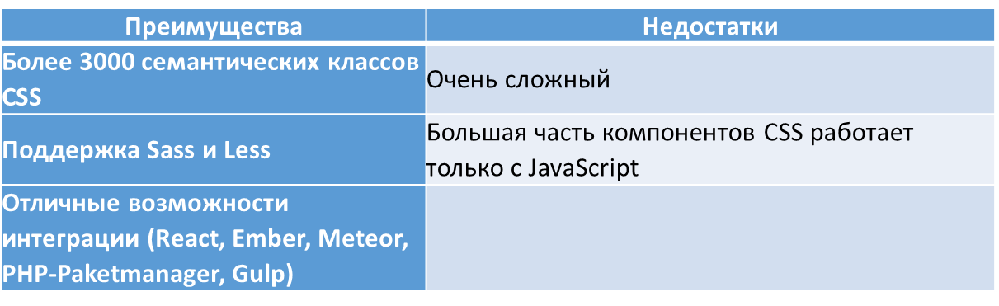 Преимущества
Недостатки
Более 3000 семантических классов
CSS
Очень сложный
Поддержка Sass и Less
Большая часть компонентов CSS работает
только с JavaScript
Отличные возможности
интеграции (React, Ember, Meteor,
PHP-Paketmanager, Gulp)